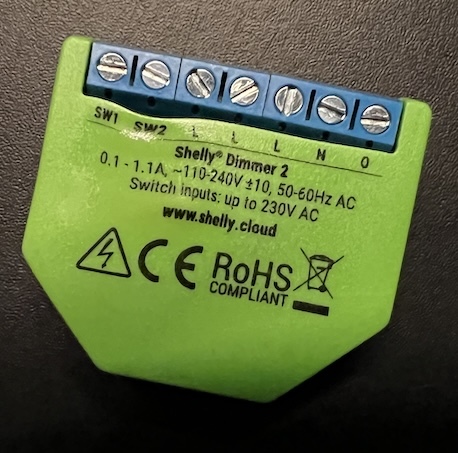 SW1 SW2 L L L N O
Shelly® Dimmer 2
0.1 - 1.1A, ~110-240V ±10, 50-60Hz AC
Switch inputs: up to 230V AC
www.shelly.cloud
CE RoHS
COMPLIANT